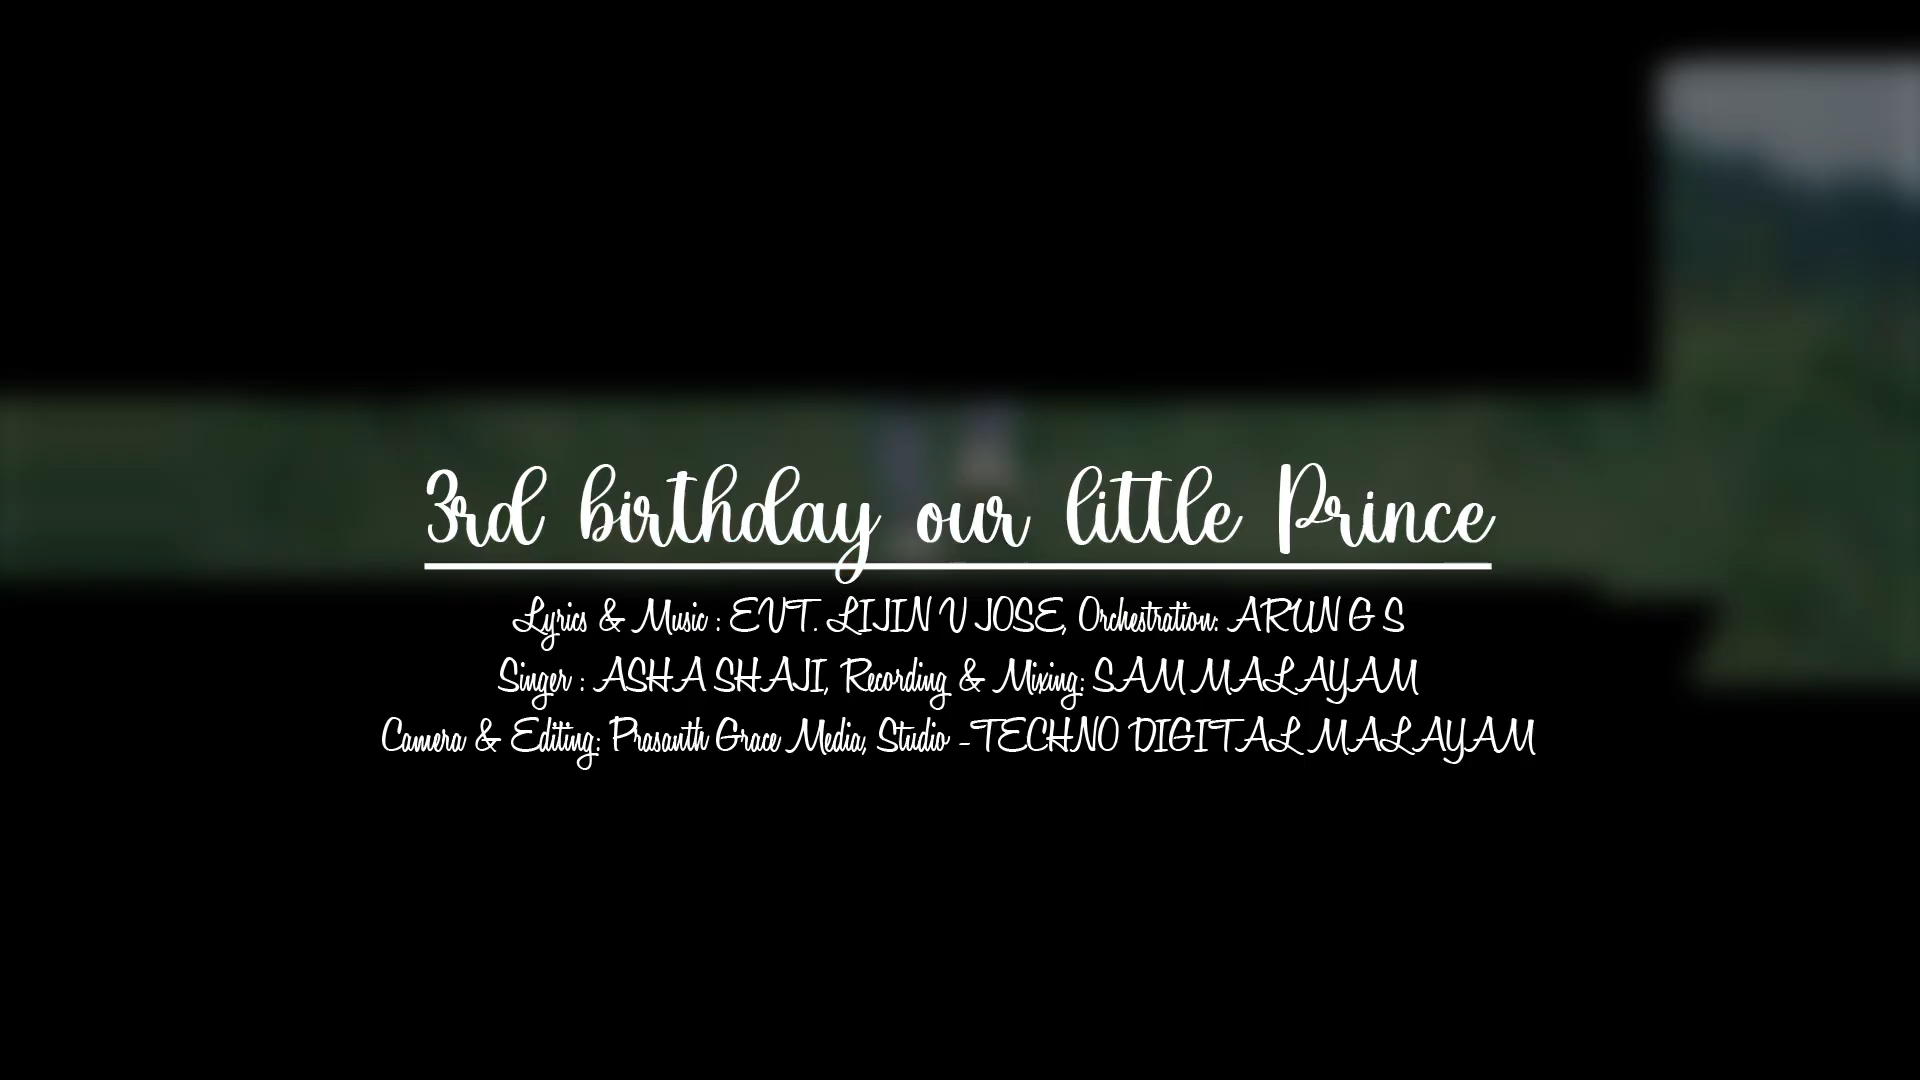 3rd birthday our little Prince
Lyrics & Music : EVT. LIJIN V JOSE, Orchestration: ARUN G S
Singer : ASHA SHAJI, Recording & Mixing: SAM MALAYAM
Camera & Editing: Prasanth Grace Media, Studio -TECHNO DIGITAL MALAYAM